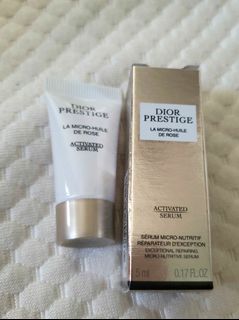 DIOR
PRESTIGE
LA MICRO-HUILE
DE ROSE
ACTIVATED
SERUM
DIOR
PRESTIGE
LA MICRO-HUILE
DE ROSE
ACTIVATED
SERUM
SÉRUM MICRO-NUTRITIF
RÉPARATEUR D'EXCEPTION
EXCEPTIONAL REPAIRING
MICRO-NUTRITIVE SERUM
5 ml 0.17 FL.OZ